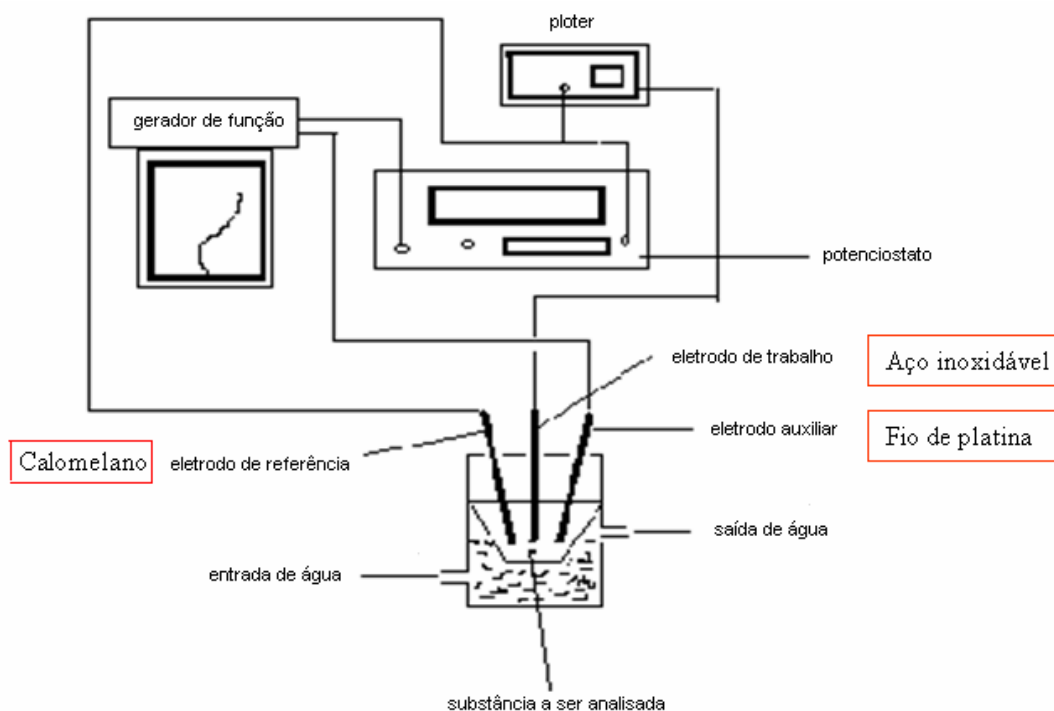 ploter
gerador de função
potenciostato
eletrodo de trabalho
Aço inoxidável
eletrodo auxiliar
Fio de platina
Calomelano
eletrodo de referência
saída de água
entrada de água
substância a ser analisada